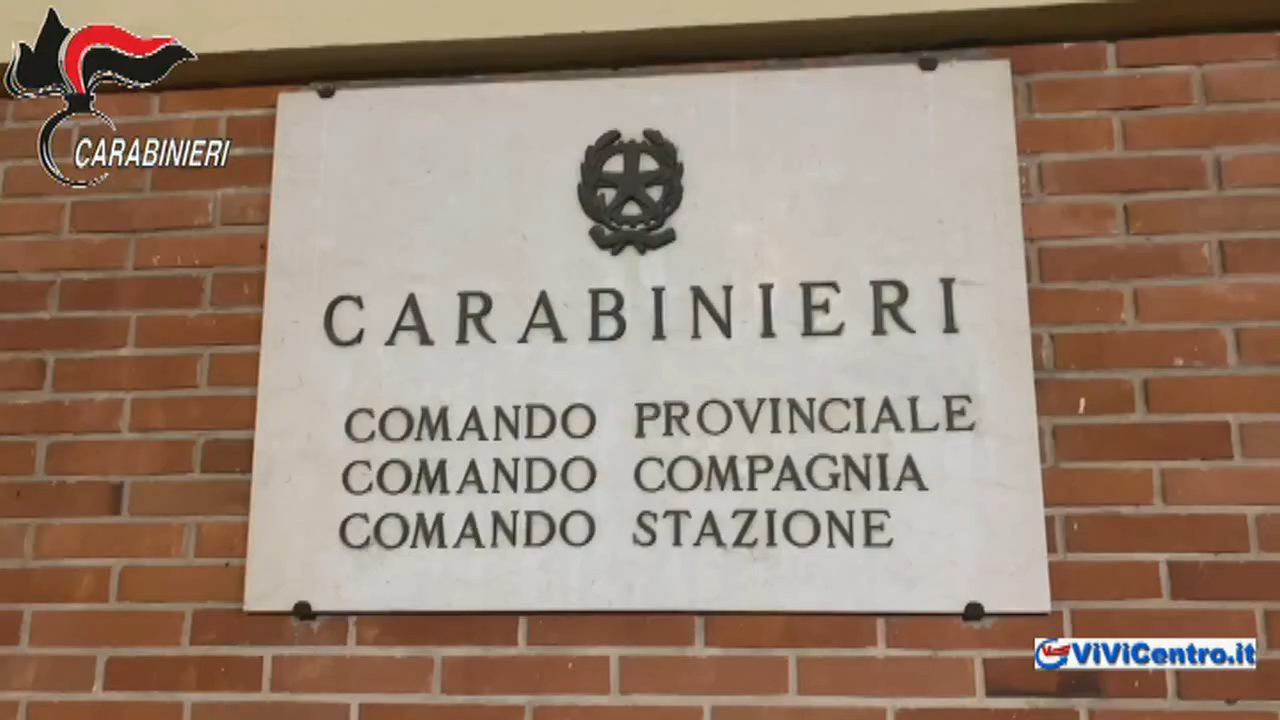 CARABINIERI
CARABINIERI
COMANDO PROVINCIALE
COMANDO COMPAGNIA
COMANDO STAZIONE
ViViCentro.it